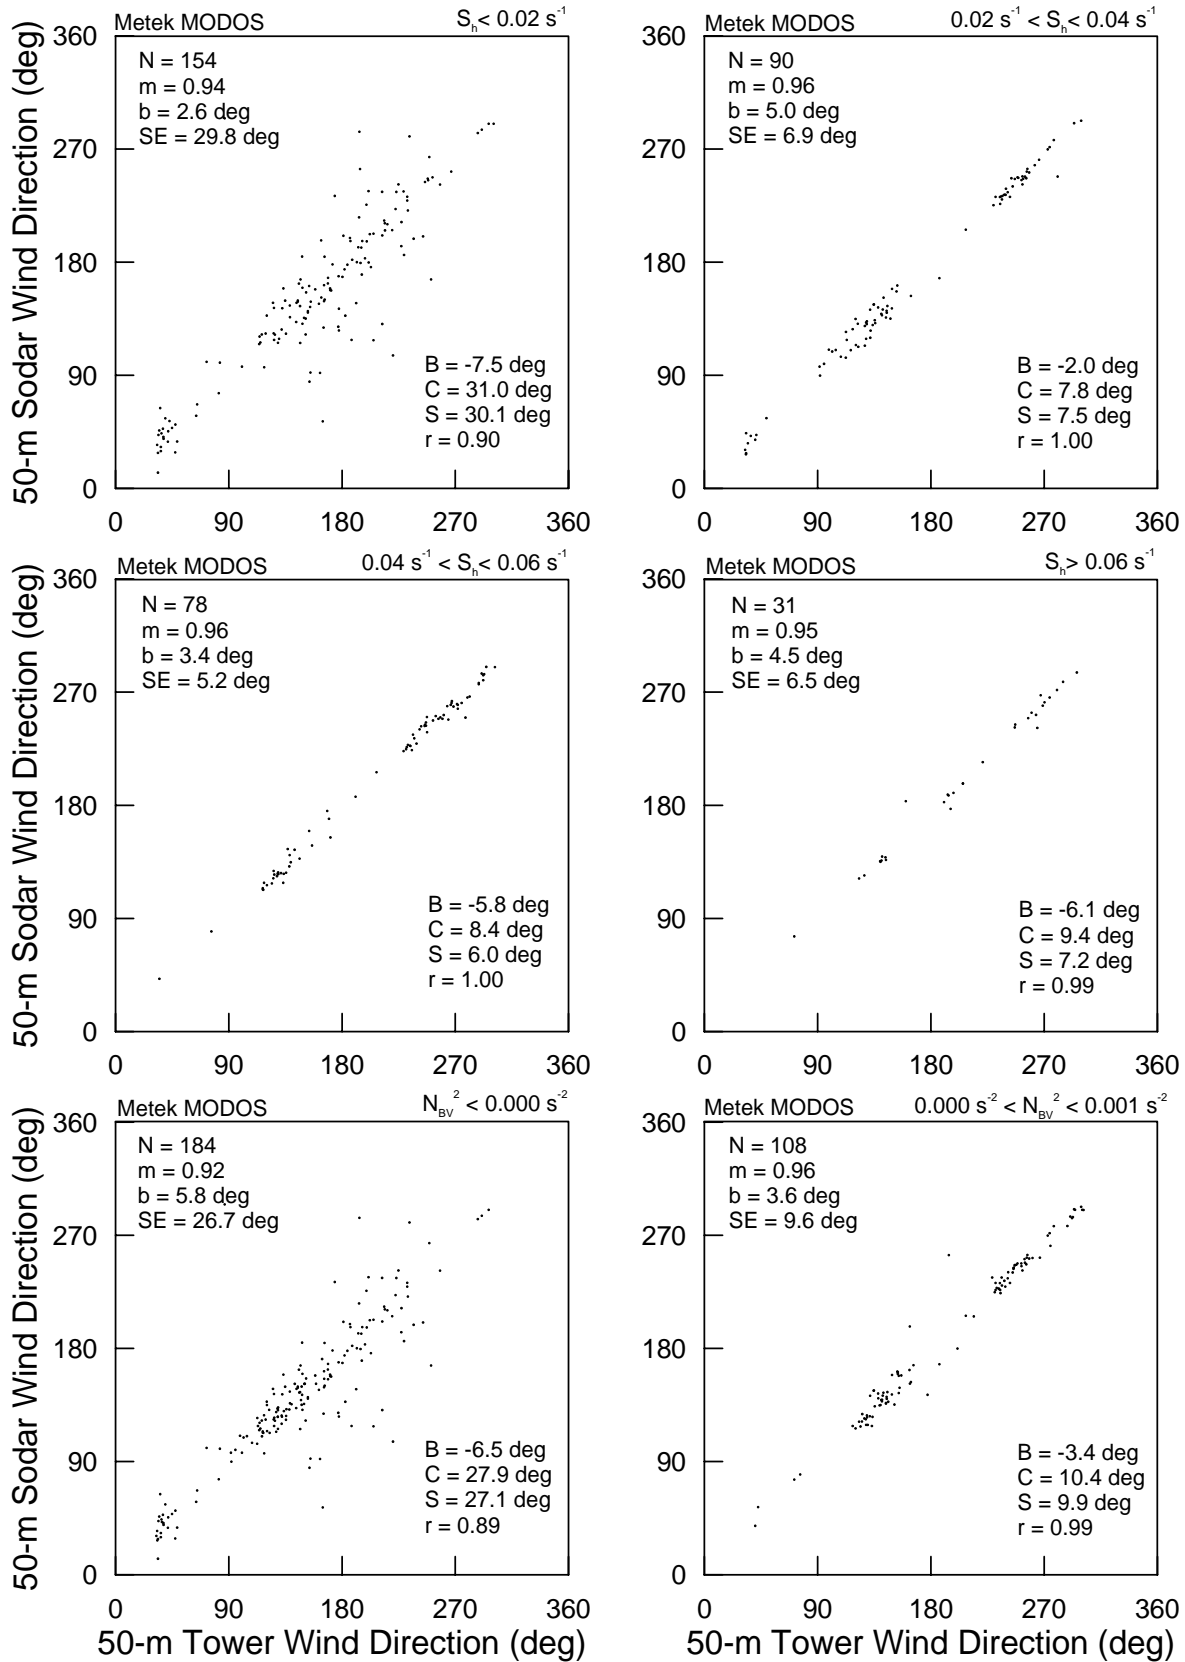 Metek MODOS S_h < 0.02 s^-1
N = 154
m = 0.94
b = 2.6 deg
SE = 29.8 deg
B = -7.5 deg
C = 31.0 deg
S = 30.1 deg
r = 0.90
360
270
180
90
0
0 90 180 270 360
50-m Sodar Wind Direction (deg)
Metek MODOS 0.02 s^-1 < S_h < 0.04 s^-1
N = 90
m = 0.96
b = 5.0 deg
SE = 6.9 deg
B = -2.0 deg
C = 7.8 deg
S = 7.5 deg
r = 1.00
360
270
180
90
0
0 90 180 270 360
Metek MODOS 0.04 s^-1 < S_h < 0.06 s^-1
N = 78
m = 0.96
b = 3.4 deg
SE = 5.2 deg
B = -5.8 deg
C = 8.4 deg
S = 6.0 deg
r = 1.00
360
270
180
90
0
0 90 180 270 360
50-m Sodar Wind Direction (deg)
Metek MODOS S_h > 0.06 s^-1
N = 31
m = 0.95
b = 4.5 deg
SE = 6.5 deg
B = -6.1 deg
C = 9.4 deg
S = 7.2 deg
r = 0.99
360
270
180
90
0
0 90 180 270 360
Metek MODOS N_BV^2 < 0.000 s^-2
N = 184
m = 0.92
b = 5.8 deg
SE = 26.7 deg
B = -6.5 deg
C = 27.9 deg
S = 27.1 deg
r = 0.89
360
270
180
90
0
0 90 180 270 360
50-m Sodar Wind Direction (deg)
50-m Tower Wind Direction (deg)
Metek MODOS 0.000 s^-2 < N_BV^2 < 0.001 s^-2
N = 108
m = 0.96
b = 3.6 deg
SE = 9.6 deg
B = -3.4 deg
C = 10.4 deg
S = 9.9 deg
r = 0.99
360
270
180
90
0
0 90 180 270 360
50-m Tower Wind Direction (deg)